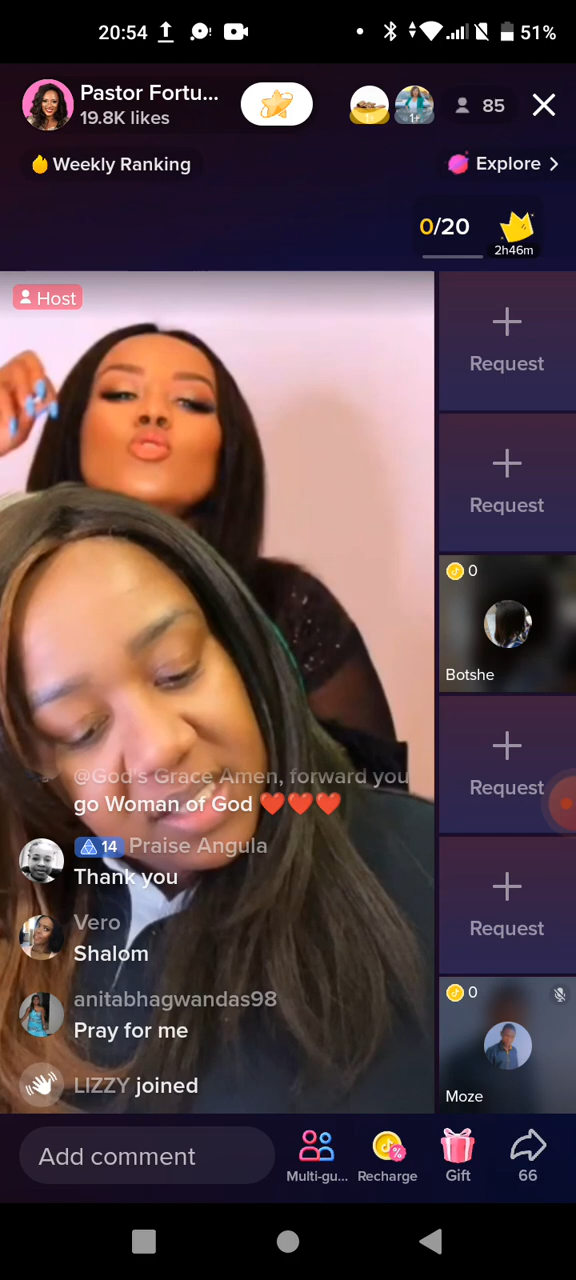 20:54
51%
Pastor Fortu...
19.8K likes
1+
1+
85
Weekly Ranking
Explore >
0/20
2h46m
Host
Request
Request
0
Botshe
Request
Request
0
Moze
@God's Grace Amen, forward you
go Woman of God ❤️❤️❤️
14 Praise Angula
Thank you
Vero
Shalom
anitabhagwandas98
Pray for me
LIZZY joined
Add comment
Multi-gu...
Recharge
Gift
66